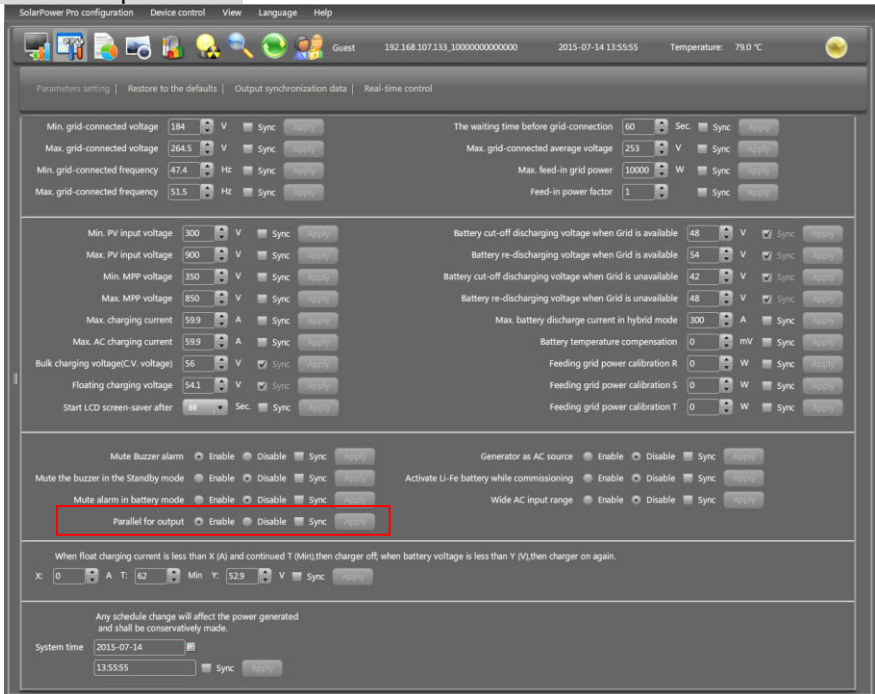 SolarPower Pro configuration Device control View Language Help
Guest 192.168.107.133_10000000000000 2015-07-14 13:55:55 Temperature: 79.0 ℃
Parameters setting | Restore to the defaults | Output synchronization data | Real-time control
Min. grid-connected voltage 184 V Sync Apply The waiting time before grid-connection 60 Sec. Sync Apply
Max. grid-connected voltage 264.5 V Sync Apply Max. grid-connected average voltage 253 V Sync Apply
Min. grid-connected frequency 47.4 Hz Sync Apply Max. feed-in grid power 10000 W Sync Apply
Max. grid-connected frequency 51.5 Hz Sync Apply Feed-in power factor 1 Sync Apply
Min. PV input voltage 300 V Sync Apply Battery cut-off discharging voltage when Grid is available 48 V Sync Apply
Max. PV input voltage 900 V Sync Apply Battery re-discharging voltage when Grid is available 54 V Sync Apply
Min. MPP voltage 350 V Sync Apply Battery cut-off discharging voltage when Grid is unavailable 42 V Sync Apply
Max. MPP voltage 850 V Sync Apply Battery re-discharging voltage when Grid is unavailable 48 V Sync Apply
Max. charging current 59.9 A Sync Apply Max. battery discharge current in hybrid mode 300 A Sync Apply
Max. AC charging current 59.9 A Sync Apply Battery temperature compensation 0 mV Sync Apply
Bulk charging voltage(C.V. voltage) 56 V Sync Apply Feeding grid power calibration R 0 W Sync Apply
Floating charging voltage 54.1 V Sync Apply Feeding grid power calibration S 0 W Sync Apply
Start LCD screen-saver after 60 Sec. Sync Apply Feeding grid power calibration T 0 W Sync Apply
Mute Buzzer alarm Enable Disable Sync Apply Generator as AC source Enable Disable Sync Apply
Mute the buzzer in the Standby mode Enable Disable Sync Apply Activate Li-Fe battery while commissioning Enable Disable Sync Apply
Mute alarm in battery mode Enable Disable Sync Apply Wide AC input range Enable Disable Sync Apply
Parallel for output Enable Disable Sync Apply
When float charging current is less than X (A) and continued T (Min),then charger off; when battery voltage is less than Y (V),then charger on again.
X: 0 A T: 62 Min Y: 52.9 V Sync Apply
Any schedule change will affect the power generated
and shall be conservatively made.
System time 2015-07-14
13:55:55 Sync Apply